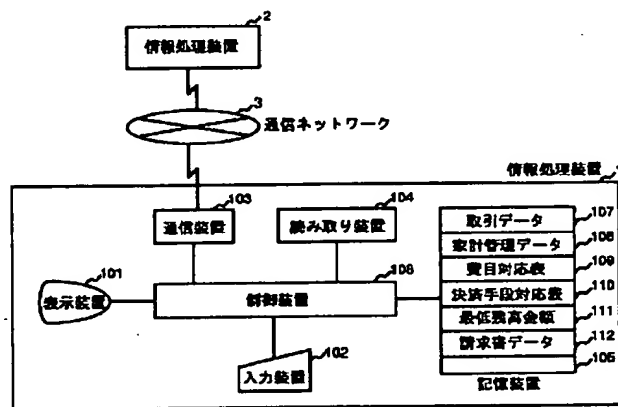 2
情報処理装置
3
通信ネットワーク
情報処理装置
103
通信装置
104
読み取り装置
取引データ
107
家計管理データ
108
費目対応表
109
決済手段対応表
110
最低残高金額
111
請求書データ
112
105
記憶装置
101
表示装置
106
制御装置
102
入力装置